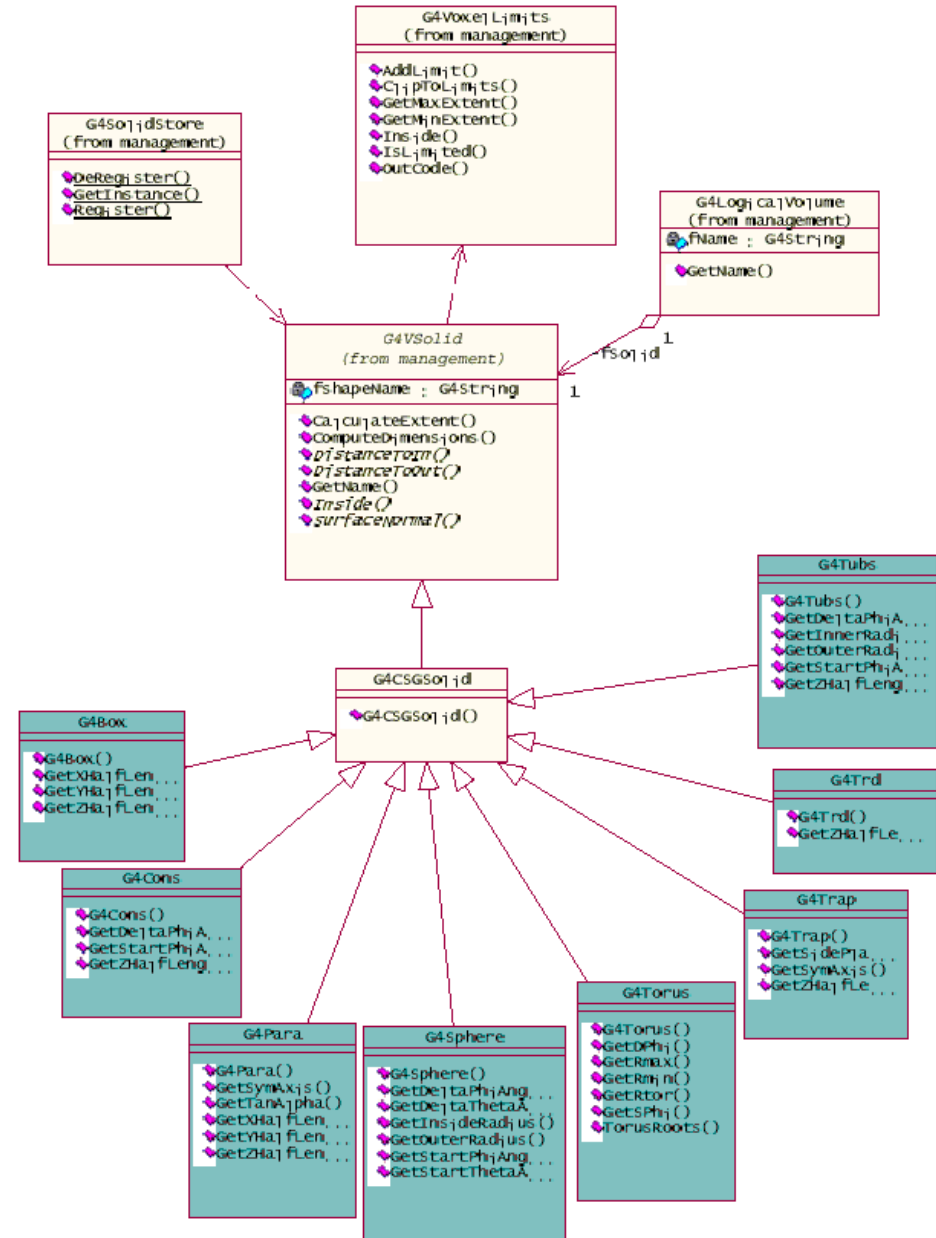 G4VoxelLimits
(from management)
AddLimit()
ClipToLimits()
GetMaxExtent()
GetMinExtent()
Inside()
IsLimited()
OutCode()
G4SolidStore
(from management)
DeRegister()
GetInstance()
Register()
G4LogicalVolume
(from management)
fName : G4String
GetName()
1
-fSolid
1
G4VSolid
(from management)
fshapeName : G4String
CalculateExtent()
ComputeDimensions()
DistanceToIn()
DistanceToOut()
GetName()
Inside()
SurfaceNormal()
G4CSGSolid
G4CSGSolid()
G4Tubs
G4Tubs()
GetDeltaPhiA...
GetInnerRadi...
GetOuterRadi...
GetStartPhiA...
GetZHalfLeng...
G4Box
G4Box()
GetXHalfLen...
GetYHalfLen...
GetZHalfLen...
G4Trd
G4Trd()
GetZHalfLe...
G4Cons
G4Cons()
GetDeltaPhiA...
GetStartPhiA...
GetZHalfLeng...
G4Trap
G4Trap()
GetSidePla...
GetSymAxis()
GetZHalfLe...
G4Para
G4Para()
GetSymAxis()
GetTanAlpha()
GetXHalfLen...
GetYHalfLen...
GetZHalfLen...
G4Sphere
G4Sphere()
GetDeltaPhiAng...
GetDeltaThetaA...
GetInsideRadius()
GetOuterRadius()
GetStartPhiAng...
GetStartThetaA...
G4Torus
G4Torus()
GetDPhi()
GetRmax()
GetRmin()
GetRtor()
GetSPhi()
TorusRoots()